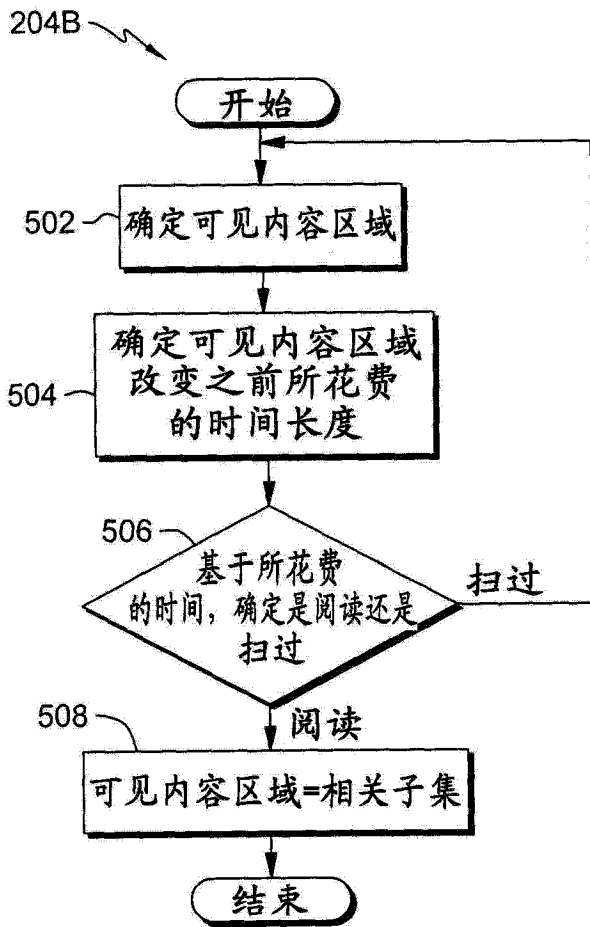 204B
开始
502
确定可见内容区域
504
确定可见内容区域
改变之前所花费
的时间长度
506
基于所花费
的时间，确定是阅读还是
扫过
扫过
阅读
508
可见内容区域=相关子集
结束